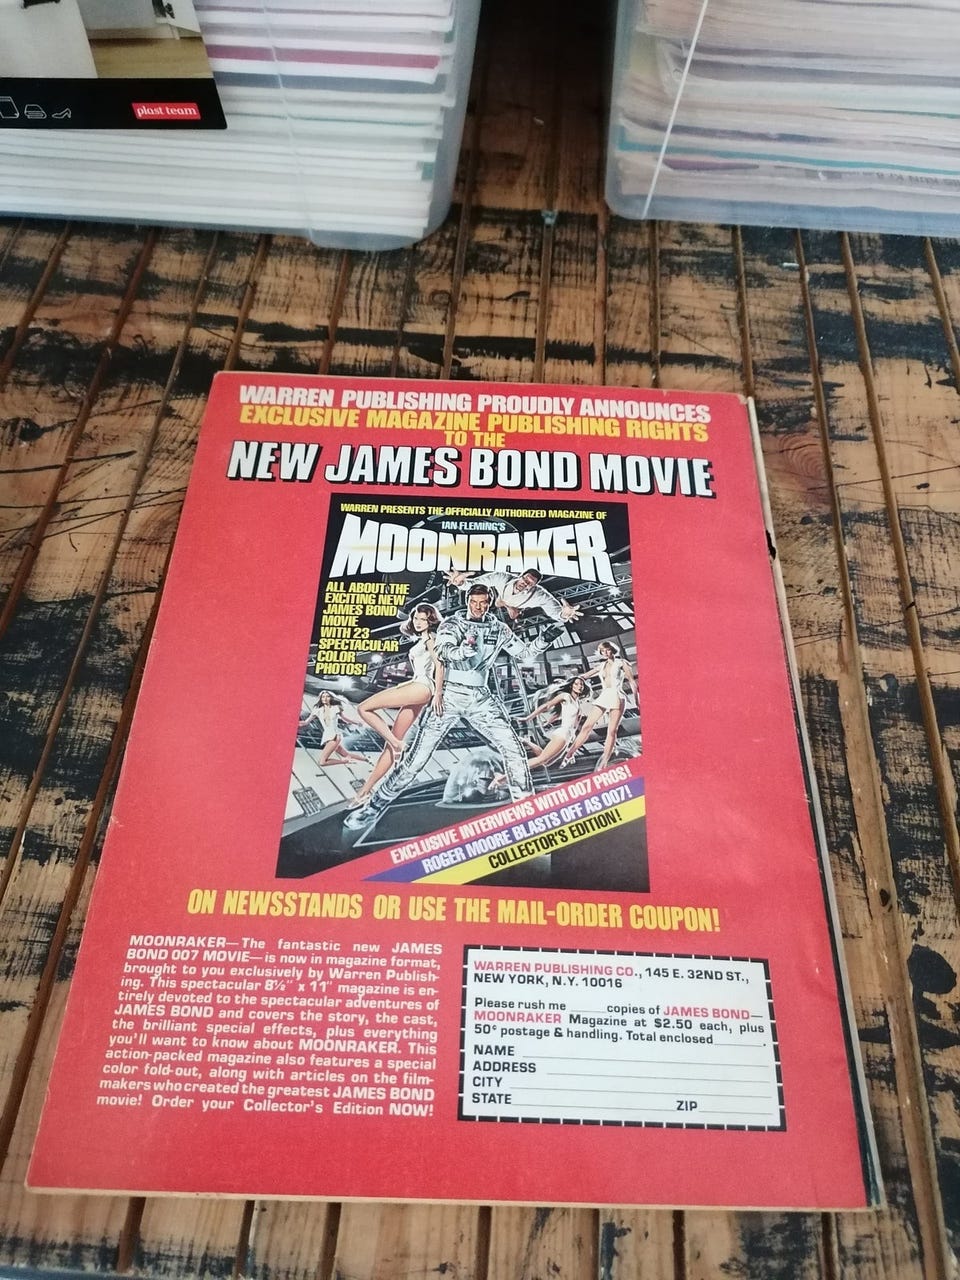 plast team
WARREN PUBLISHING PROUDLY ANNOUNCES
EXCLUSIVE MAGAZINE PUBLISHING RIGHTS
TO THE
NEW JAMES BOND MOVIE
WARREN PRESENTS THE OFFICIALLY AUTHORIZED MAGAZINE OF
IAN FLEMING'S
MOONRAKER
ALL ABOUT THE
EXCITING NEW
JAMES BOND
MOVIE
WITH 23
SPECTACULAR
COLOR
PHOTOS!
EXCLUSIVE INTERVIEWS WITH 007 PROS!
ROGER MOORE BLASTS OFF AS 007!
COLLECTOR'S EDITION!
ON NEWSSTANDS OR USE THE MAIL-ORDER COUPON!
MOONRAKER—The fantastic new JAMES
BOND 007 MOVIE—is now in magazine format,
brought to you exclusively by Warren Publish-
ing. This spectacular 8½" x 11" magazine is en-
tirely devoted to the spectacular adventures of
JAMES BOND and covers the story, the cast,
the brilliant special effects, plus everything
you'll want to know about MOONRAKER. This
action-packed magazine also features a special
color fold-out, along with articles on the film-
makers who created the greatest JAMES BOND
movie! Order your Collector's Edition NOW!
WARREN PUBLISHING CO., 145 E. 32ND ST.,
NEW YORK, N.Y. 10016
Please rush me ____ copies of JAMES BOND—
MOONRAKER Magazine at $2.50 each, plus
50¢ postage & handling. Total enclosed______.
NAME
ADDRESS
CITY
STATE ZIP